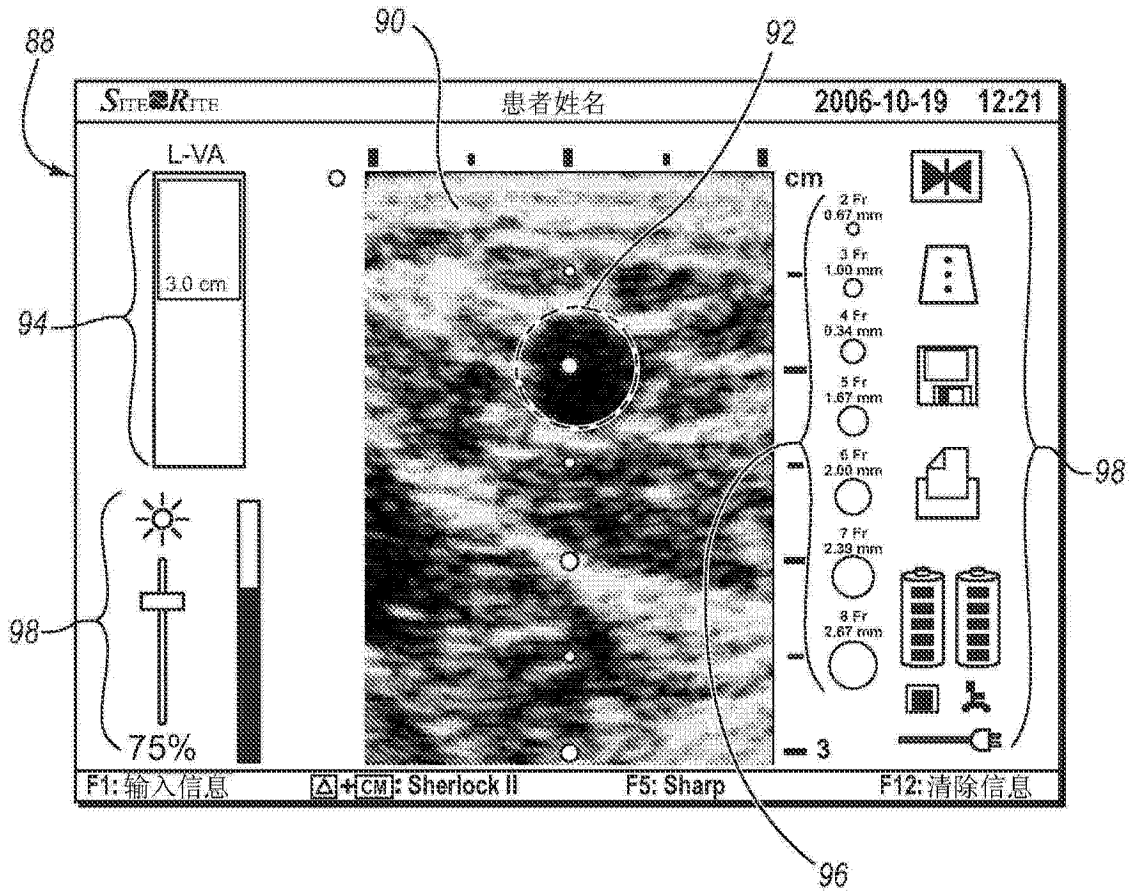 88
90
92
SITE RITE 患者姓名 2006-10-19 12:21
L-VA
3.0 cm
94
cm
2 Fr
0.67 mm
3 Fr
1.00 mm
4 Fr
0.34 mm
5 Fr
1.67 mm
6 Fr
2.00 mm
7 Fr
2.33 mm
8 Fr
2.67 mm
98
98
75%
3
F1: 输入信息 △+CM: Sherlock II F5: Sharp F12: 清除信息
96